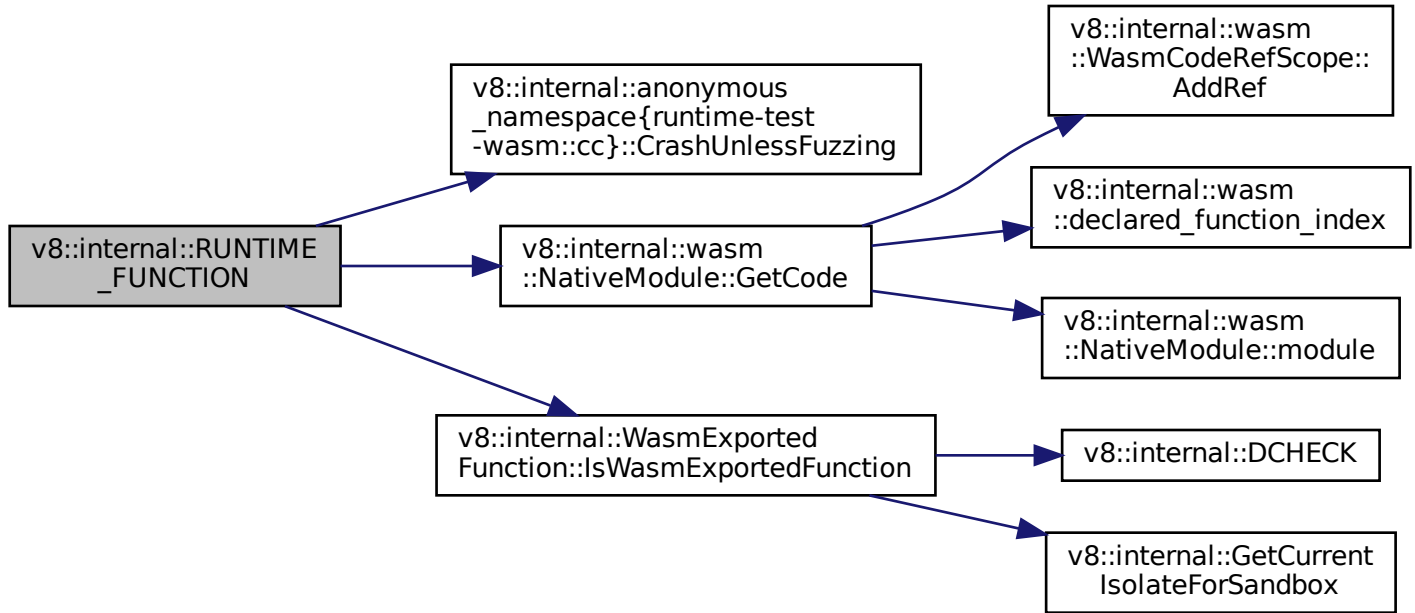 v8::internal::RUNTIME
_FUNCTION
v8::internal::anonymous
_namespace{runtime-test
-wasm::cc}::CrashUnlessFuzzing
v8::internal::wasm
::NativeModule::GetCode
v8::internal::WasmExported
Function::IsWasmExportedFunction
v8::internal::wasm
::WasmCodeRefScope::
AddRef
v8::internal::wasm
::declared_function_index
v8::internal::wasm
::NativeModule::module
v8::internal::DCHECK
v8::internal::GetCurrent
IsolateForSandbox